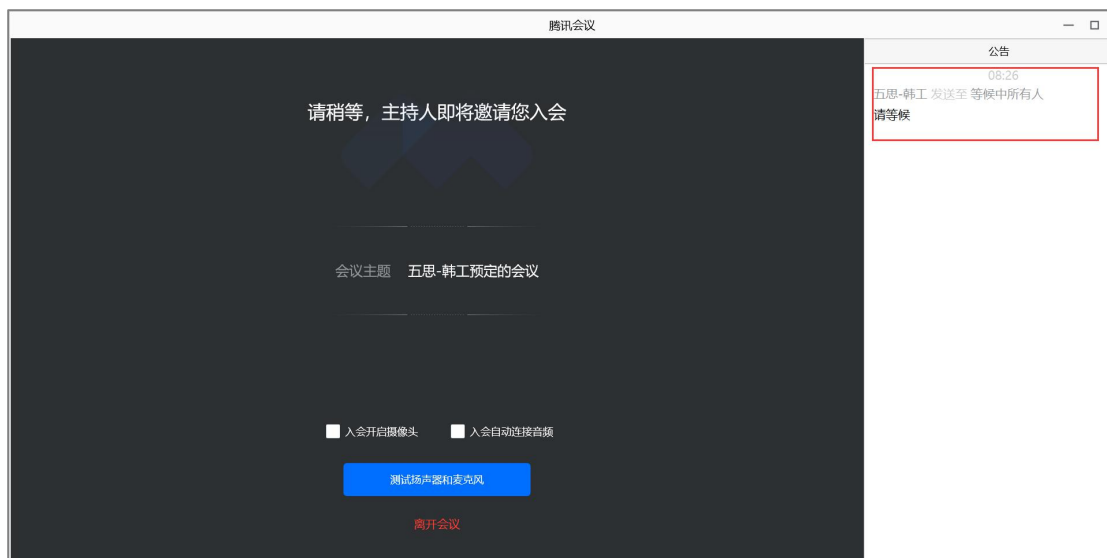 腾讯会议
公告
08:26
五思-韩工 发送至 等候中所有人
请等候
请稍等，主持人即将邀请您入会
会议主题 五思-韩工预定的会议
入会开启摄像头 入会自动连接音频
测试扬声器和麦克风
离开会议